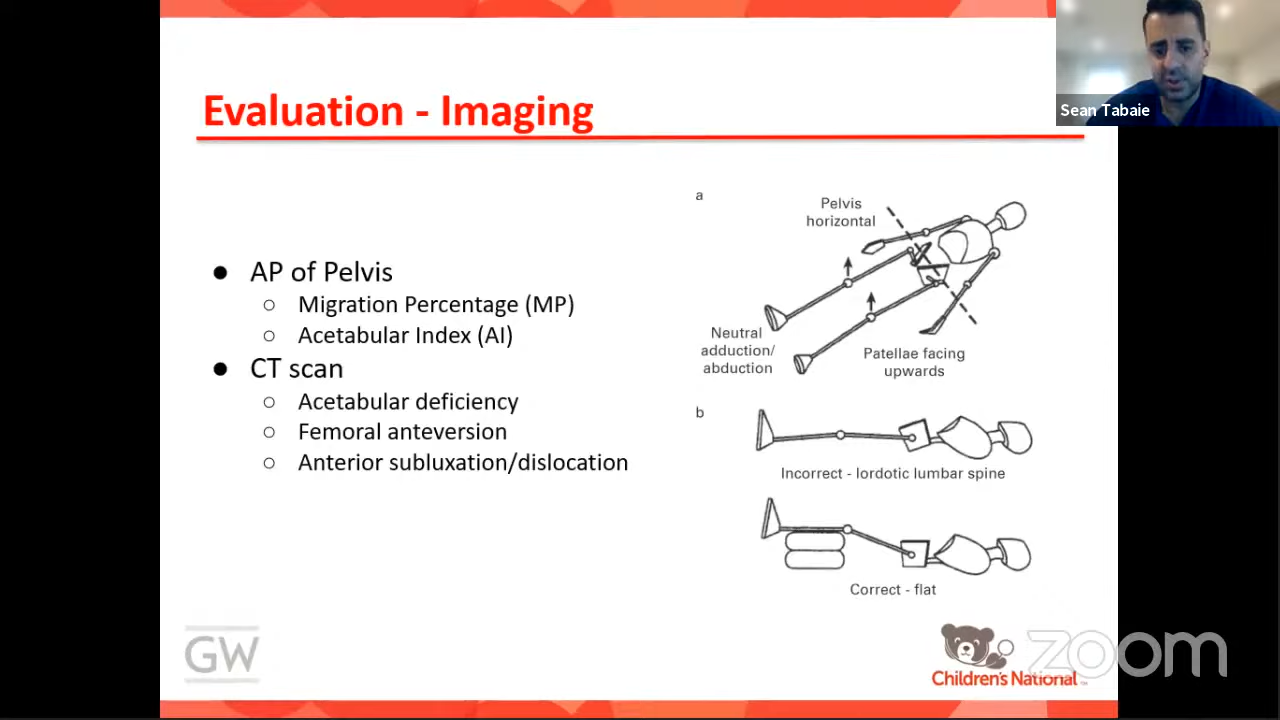 Evaluation - Imaging
Sean Tabaie
● AP of Pelvis
○ Migration Percentage (MP)
○ Acetabular Index (AI)
● CT scan
○ Acetabular deficiency
○ Femoral anteversion
○ Anterior subluxation/dislocation
a
Pelvis
horizontal
Neutral
adduction/
abduction
Patellae facing
upwards
b
Incorrect - lordotic lumbar spine
Correct - flat
GW
Children's National
zoom